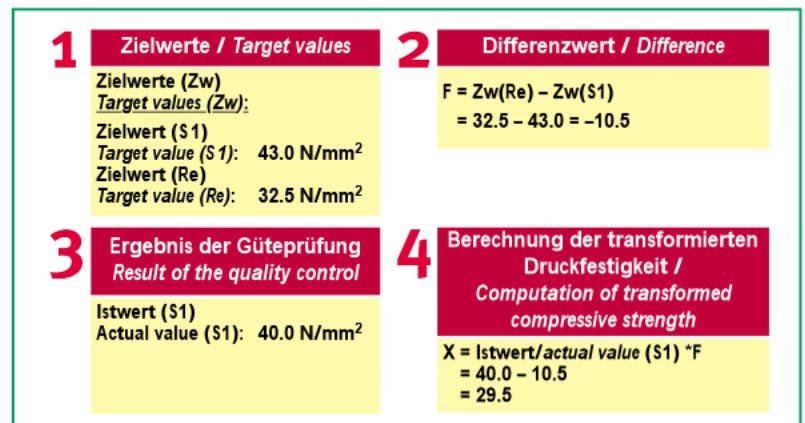 1
Zielwerte / Target values
Zielwerte (Zw)
Target values (Zw):
Zielwert (S1)
Target value (S1): 43.0 N/mm²
Zielwert (Re)
Target value (Re): 32.5 N/mm²
2
Differenzwert / Difference
F = Zw(Re) – Zw(S1)
= 32.5 – 43.0 = –10.5
3
Ergebnis der Güteprüfung
Result of the quality control
Istwert (S1)
Actual value (S1): 40.0 N/mm²
4
Berechnung der transformierten
Druckfestigkeit /
Computation of transformed
compressive strength
X = Istwert/actual value (S1) *F
= 40.0 – 10.5
= 29.5